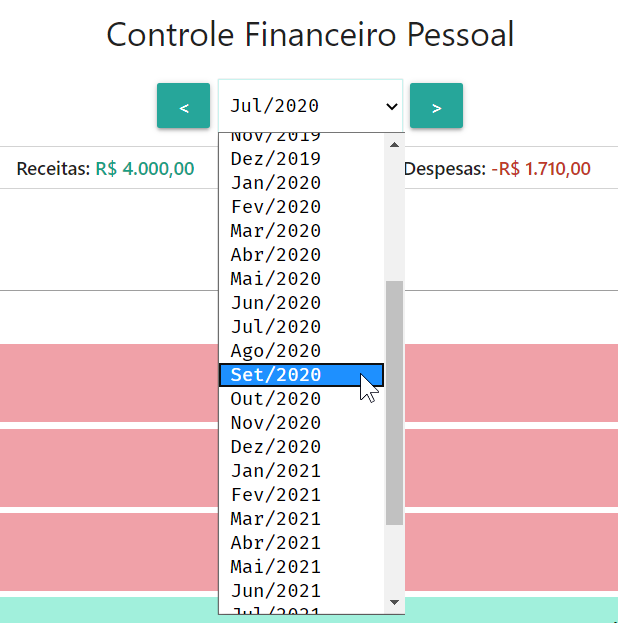 Controle Financeiro Pessoal
< Jul/2020 >
Nov/2019
Receitas: R$ 4.000,00 Despesas: -R$ 1.710,00
Dez/2019
Jan/2020
Fev/2020
Mar/2020
Abr/2020
Mai/2020
Jun/2020
Jul/2020
Ago/2020
Set/2020
Out/2020
Nov/2020
Dez/2020
Jan/2021
Fev/2021
Mar/2021
Abr/2021
Mai/2021
Jun/2021
Jul/2021